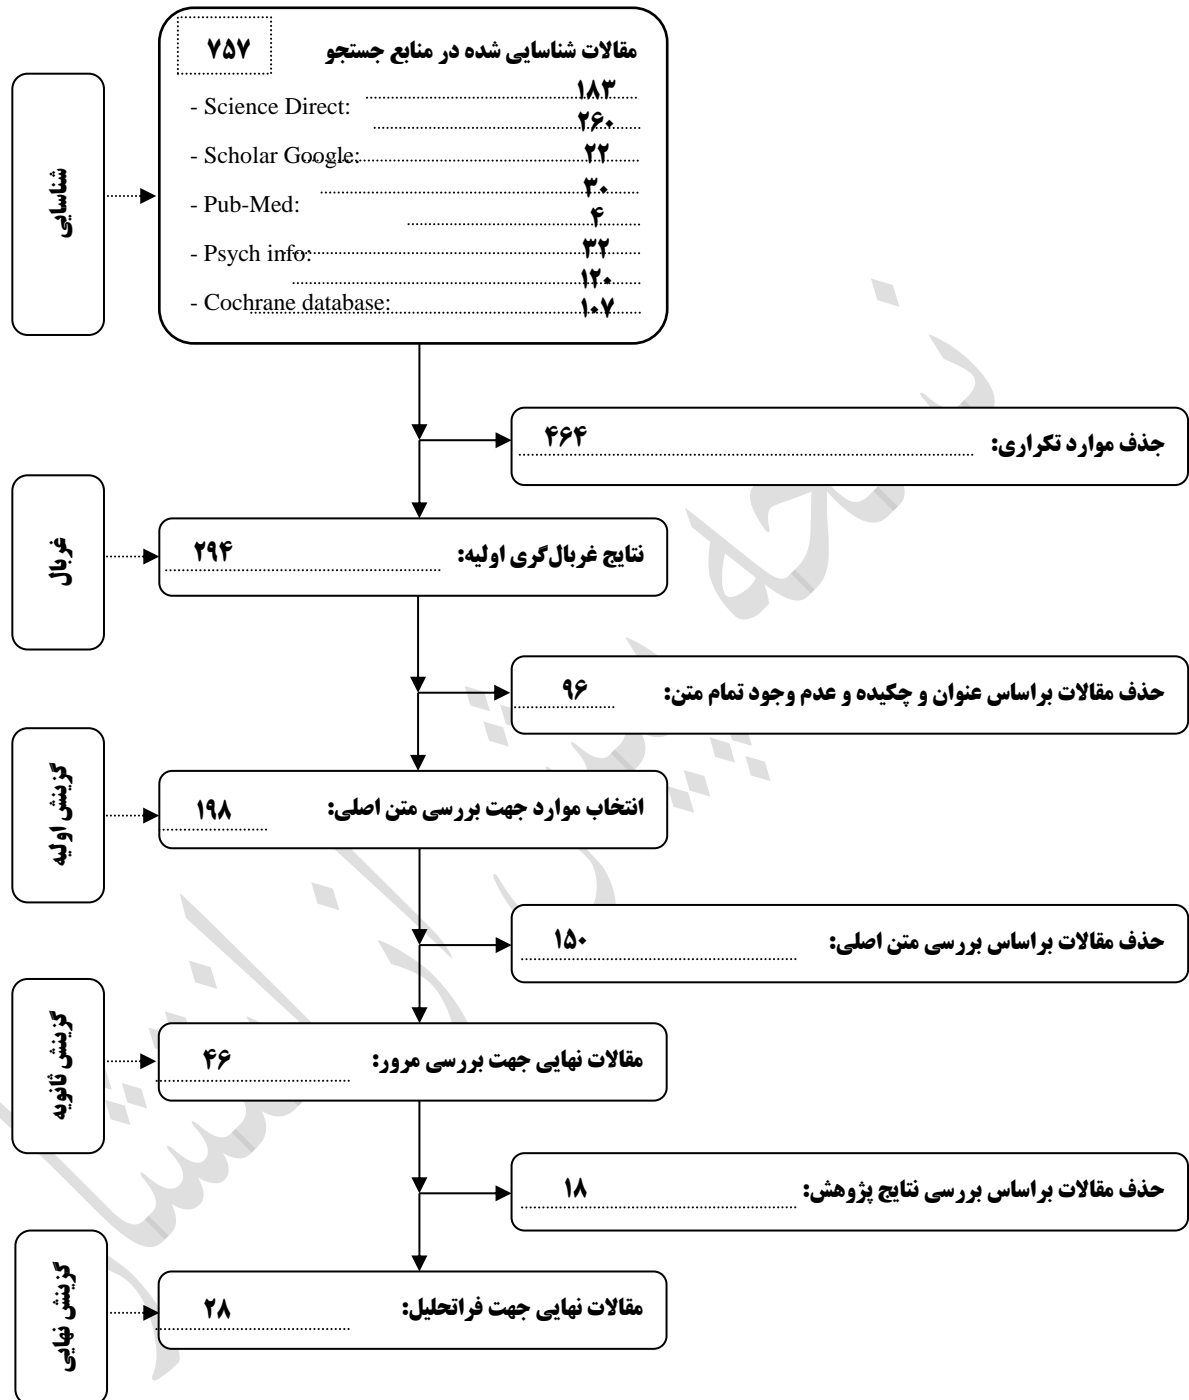 مقالات شناسایی شده در منابع جستجو ۷۵۷
۱۸۳
- Science Direct:
۲۶۰
- Scholar Google: ۲۲
۳۰
- Pub-Med:
۴
- Psych info: ۳۲
۱۲۰
- Cochrane database: ۱۰۷
شناسایی
جذف موارد تکراری: ۴۶۴
غربال
نتایج غربال‌گری اولیه: ۲۹۴
حذف مقالات براساس عنوان و چکیده و عدم وجود تمام متن: ۹۶
گزینش اولیه
انتخاب موارد جهت بررسی متن اصلی: ۱۹۸
حذف مقالات براساس بررسی متن اصلی: ۱۵۰
گزینش ثانویه
مقالات نهایی جهت بررسی مرور: ۴۶
حذف مقالات براساس بررسی نتایج پژوهش: ۱۸
گزینش نهایی
مقالات نهایی جهت فراتحلیل: ۲۸